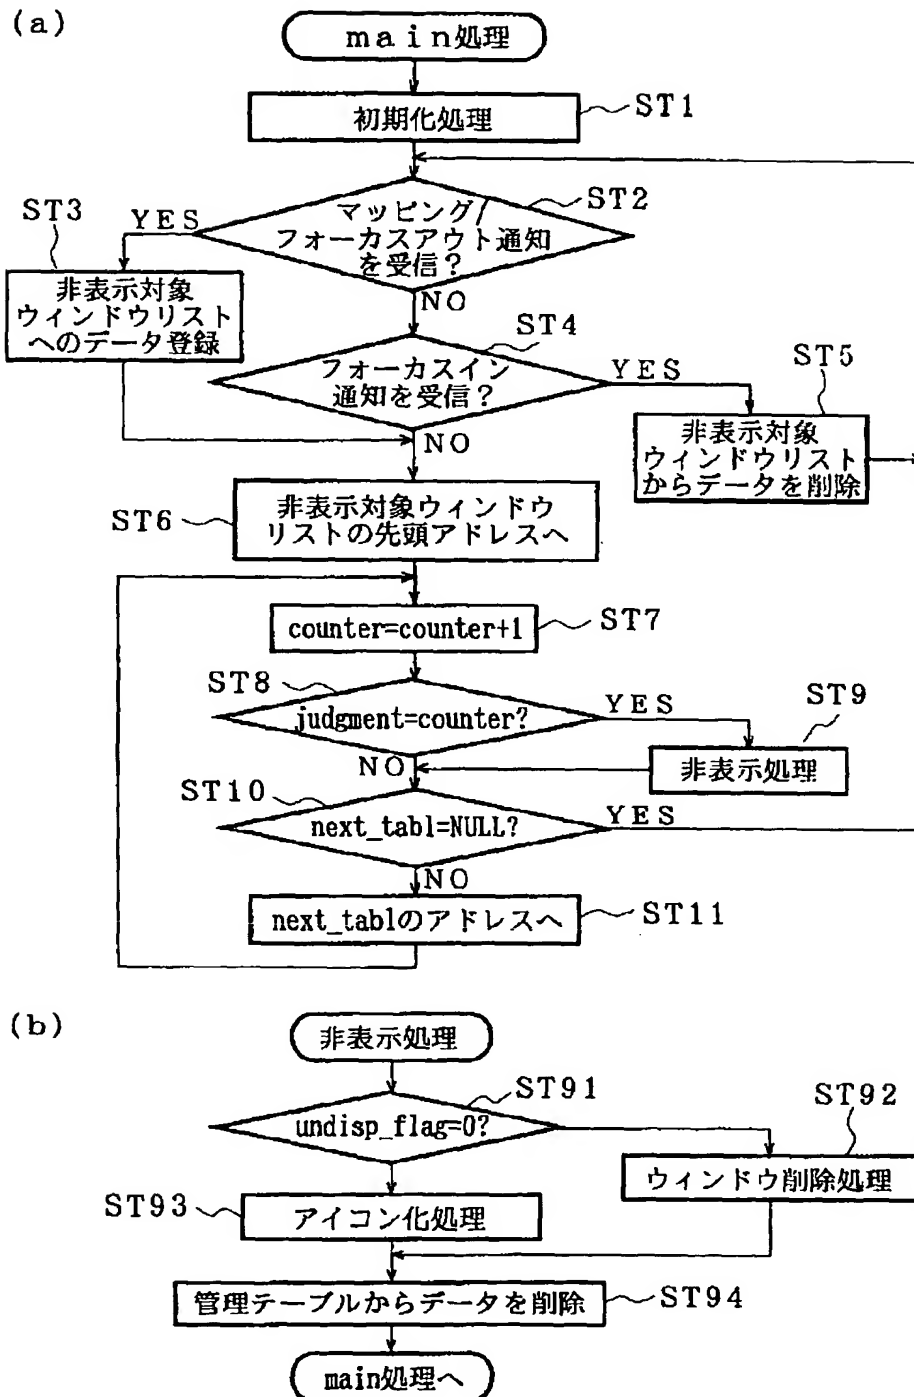 (a)
main処理
初期化処理
ST1
マッピング/
フォーカスアウト通知
を受信？
ST2
YES
NO
ST3
非表示対象
ウィンドウリスト
へのデータ登録
フォーカスイン
通知を受信？
ST4
YES
NO
ST5
非表示対象
ウィンドウリスト
からデータを削除
ST6
非表示対象ウィンドウ
リストの先頭アドレスへ
counter=counter+1
ST7
ST8
judgment=counter?
YES
NO
ST9
非表示処理
ST10
next_tabl=NULL?
YES
NO
next_tablのアドレスへ
ST11
(b)
非表示処理
undisp_flag=0?
ST91
ST92
ウィンドウ削除処理
ST93
アイコン化処理
管理テーブルからデータを削除
ST94
main処理へ